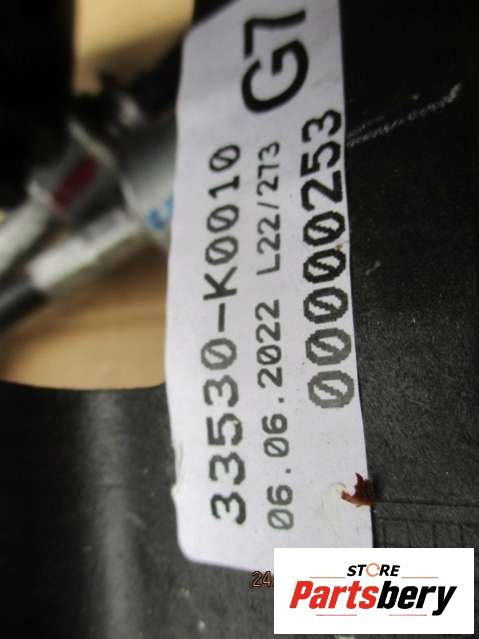 G7
33530-K0010
06.06.2022 L22/273
00000253
24
STORE
Partsbery